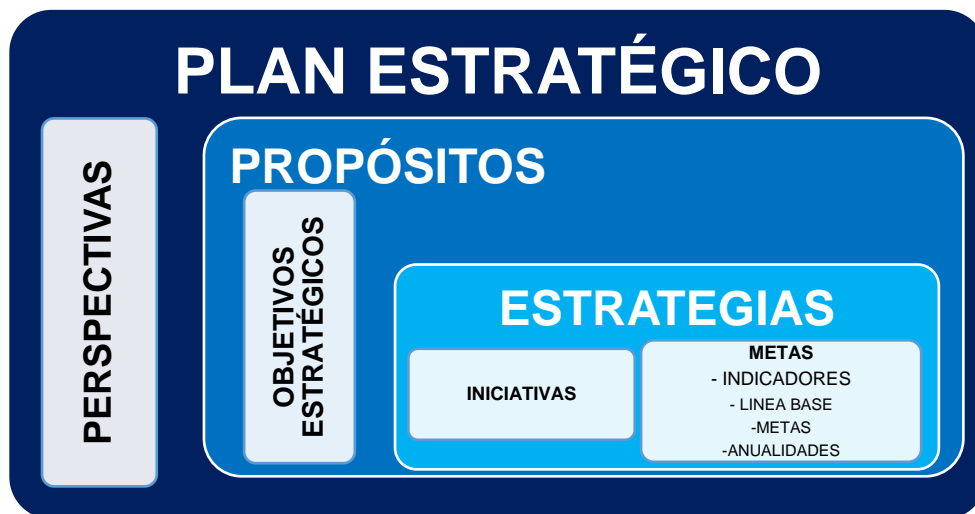 PLAN ESTRATÉGICO
PERSPECTIVAS
PROPÓSITOS
OBJETIVOS
ESTRATÉGICOS
ESTRATEGIAS
INICIATIVAS
METAS
- INDICADORES
- LINEA BASE
-METAS
-ANUALIDADES